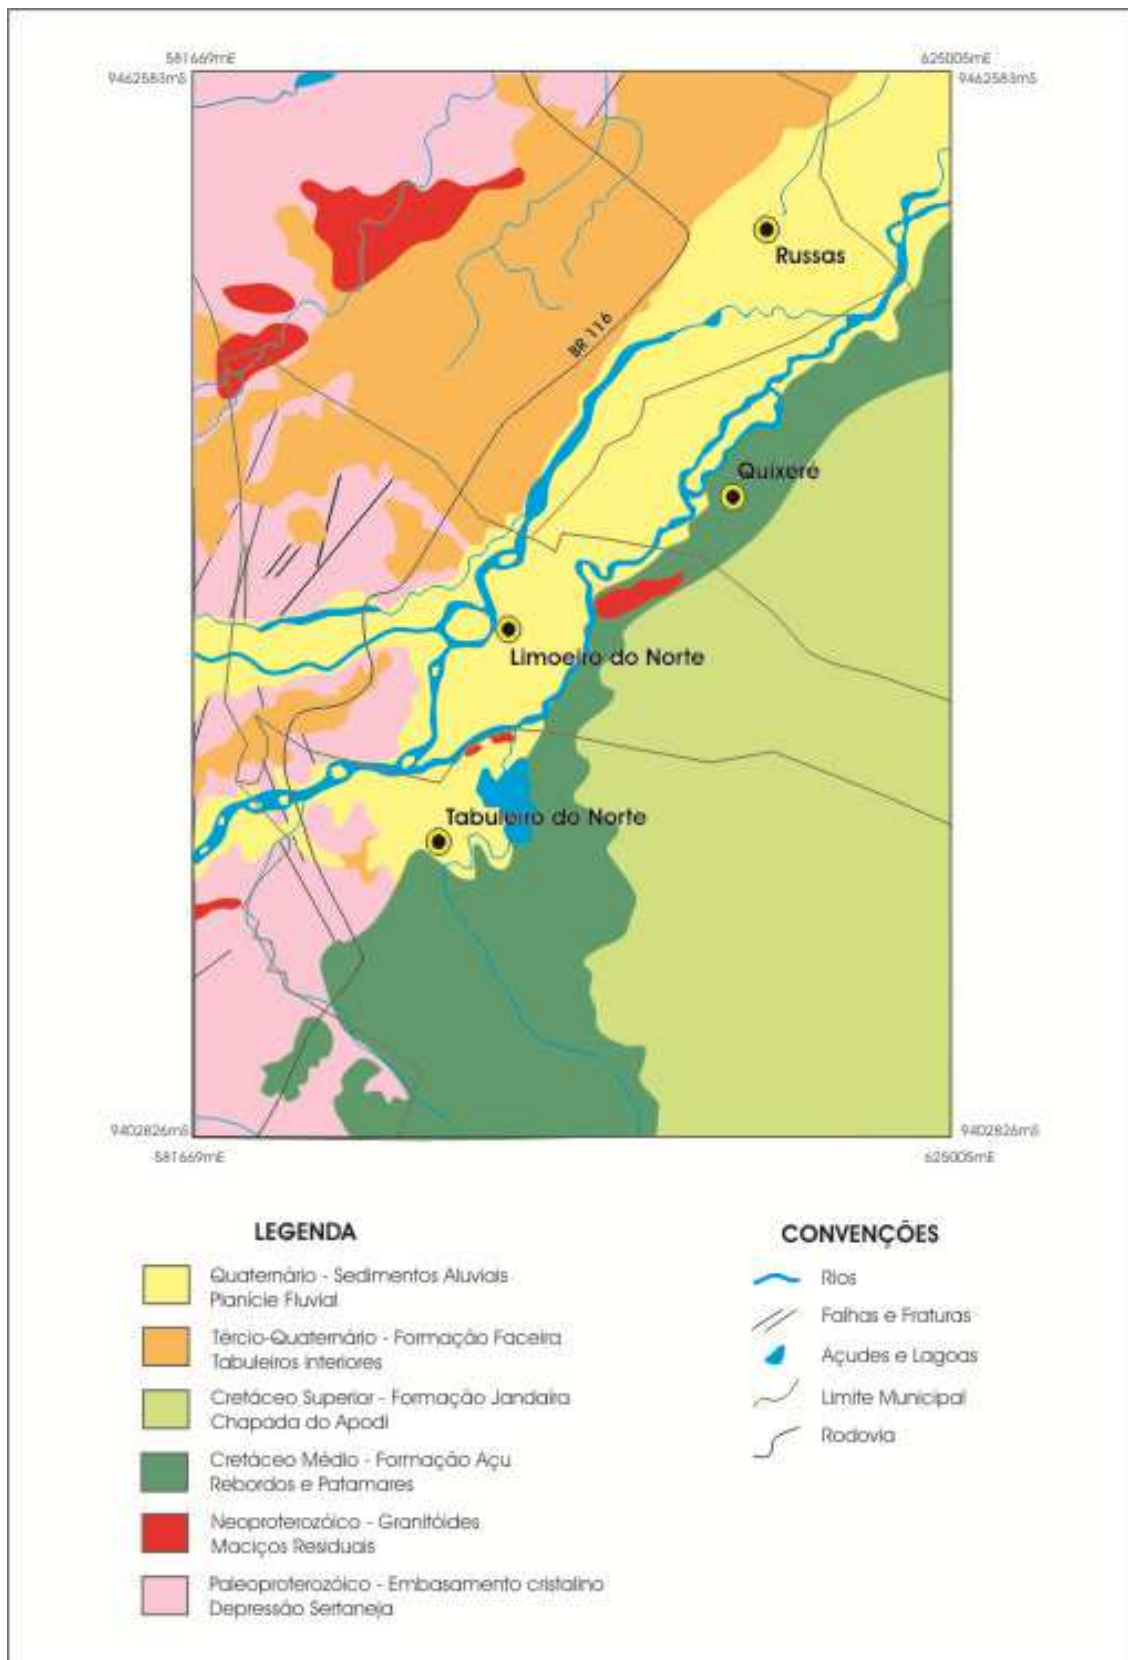 581669mE
625005mE
9462583mS
9462583mS
Russas
BR 116
Quixeré
Limoeiro do Norte
Tabuleiro do Norte
9402826mS
9402826mS
581669mE
625005mE
LEGENDA
Quaternário - Sedimentos Aluviais
Planície Fluvial
Tércio-Quaternário - Formação Faceira
Tabuleiros interiores
Cretáceo Superior - Formação Jandaíra
Chapada do Apodi
Cretáceo Médio - Formação Açu
Rebordos e Patamares
Neoproterozóico - Granitóides
Maciços Residuais
Paleoproterozóico - Embasamento cristalino
Depressão Sertaneja
CONVENÇÕES
Rios
Falhas e Fraturas
Açudes e Lagoas
Limite Municipal
Rodovia